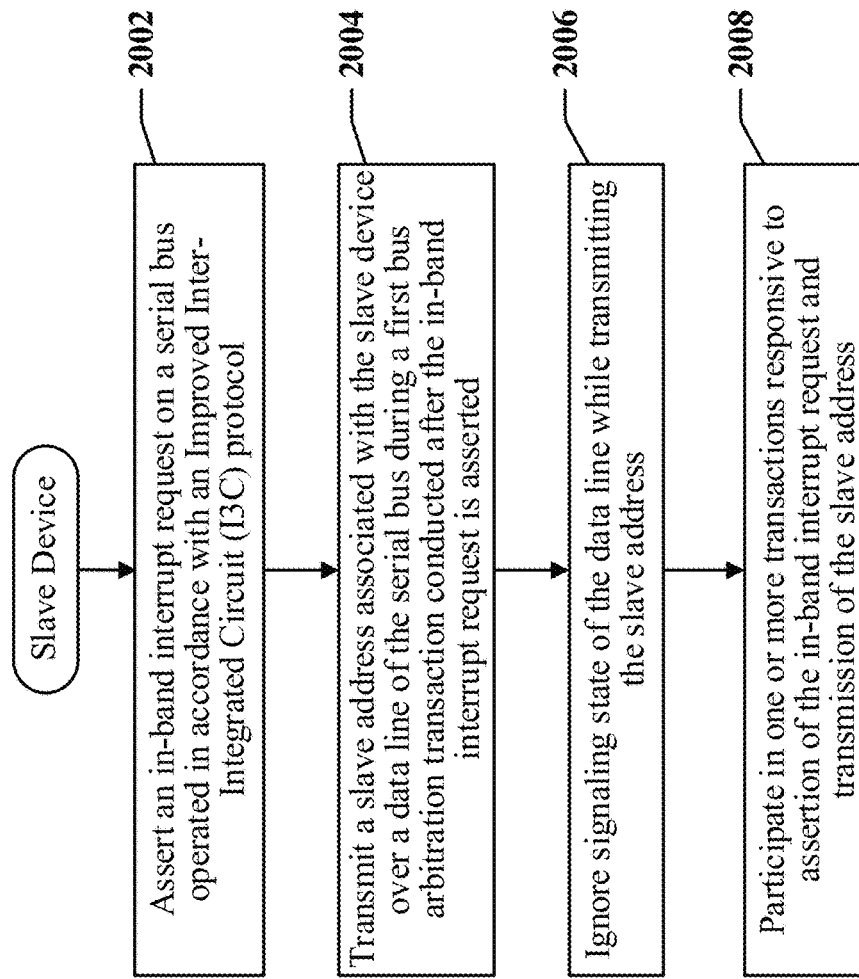 Slave Device
2002
Assert an in-band interrupt request on a serial bus
operated in accordance with an Improved Inter-
Integrated Circuit (I3C) protocol
2004
Transmit a slave address associated with the slave device
over a data line of the serial bus during a first bus
arbitration transaction conducted after the in-band
interrupt request is asserted
2006
Ignore signaling state of the data line while transmitting
the slave address
2008
Participate in one or more transactions responsive to
assertion of the in-band interrupt request and
transmission of the slave address